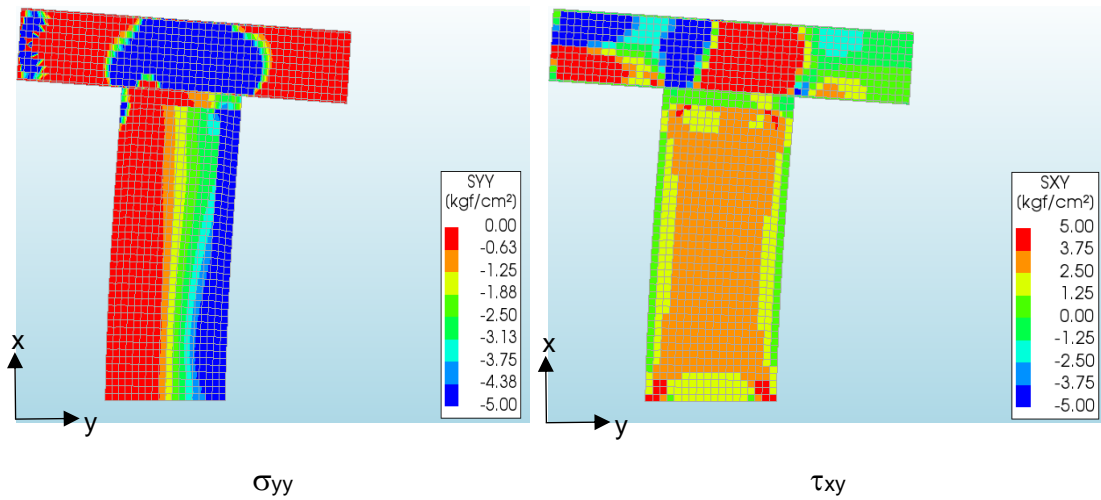 SYY
(kgf/cm²)
0.00
-0.63
-1.25
-1.88
-2.50
-3.13
-3.75
-4.38
-5.00
x
y
σyy
SXY
(kgf/cm²)
5.00
3.75
2.50
1.25
0.00
-1.25
-2.50
-3.75
-5.00
x
y
τxy